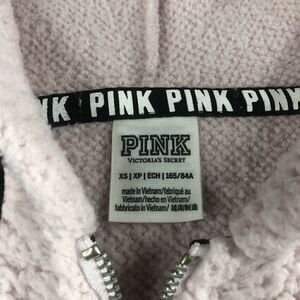 NK PINK PINK PINK
PINK
VICTORIA'S SECRET
XS | XP | ECH | 165/84A
made in Vietnam/fabriqué au
Vietnam/hecho en Vietnam/
fabbricato in Vietnam/ 越南制造